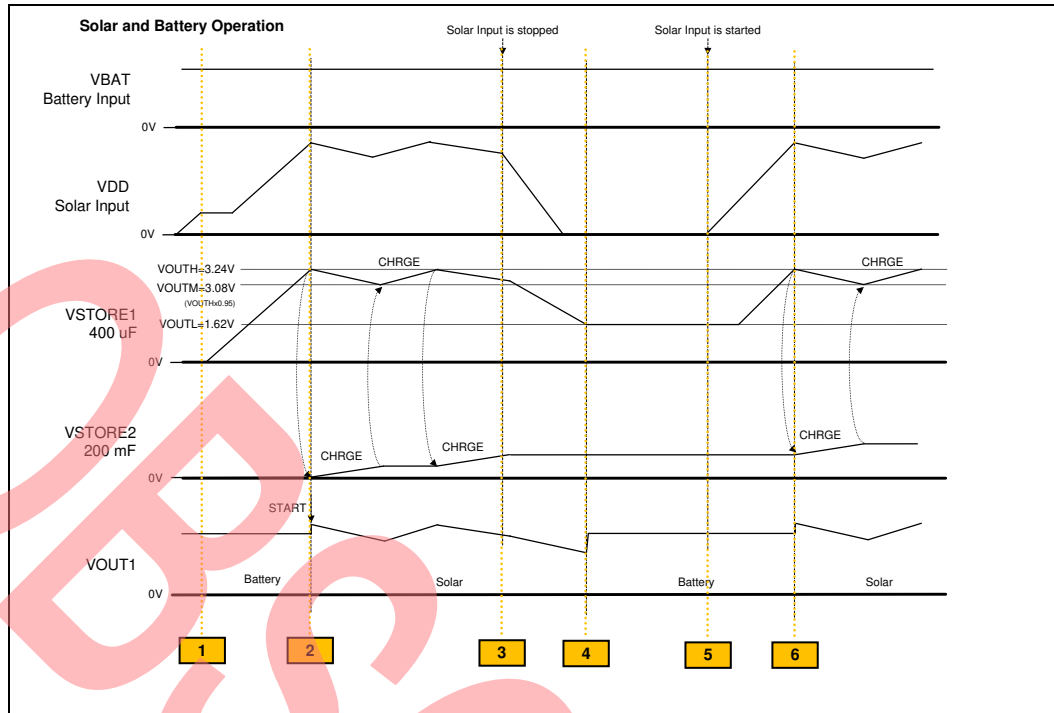 Solar and Battery Operation
Solar Input is stopped
Solar Input is started
VBAT
Battery Input
0V
VDD
Solar Input
0V
VOUTH=3.24V
CHRGE
CHRGE
VOUTM=3.08V
(VOUTHx0.95)
VSTORE1
400 uF
VOUTL=1.62V
0V
VSTORE2
200 mF
CHRGE
CHRGE
CHRGE
0V
START
VOUT1
Battery
Solar
Battery
Solar
0V
1
2
3
4
5
6